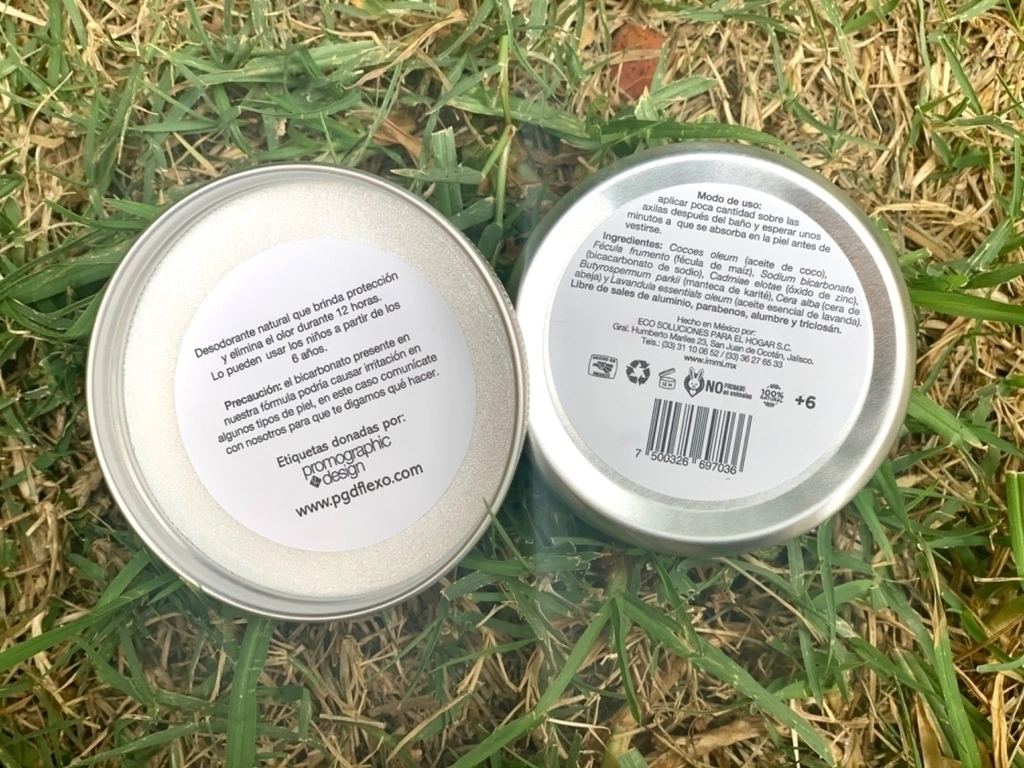 Desodorante natural que brinda protección
y elimina el olor durante 12 horas.
Lo pueden usar los niños a partir de los
6 años.
Precaución: el bicarbonato presente en
nuestra fórmula podría causar irritación en
algunos tipos de piel, en este caso comunícate
con nosotros para que te digamos qué hacer.
Etiquetas donadas por:
promographic
design
www.pgdflexo.com
Modo de uso:
aplicar poca cantidad sobre las
axilas después del baño y esperar unos
minutos a que se absorba en la piel antes de
vestirse.
Ingredientes: Cocoes oleum (aceite de coco),
Fécula frumento (fécula de maíz), Sodium bicarbonate
(bicacarbonato de sodio), Cadmiae elotae (óxido de zinc),
Butyrospermum parkii (manteca de karité), Cera alba (cera de
abeja) y Lavandula essentials oleum (aceite esencial de lavanda).
Libre de sales de aluminio, parabenos, alumbre y triclosán.
Hecho en México por:
ECO SOLUCIONES PARA EL HOGAR S.C.
Gral. Humberto Mariles 23, San Juan de Ocotán, Jalisco.
Tels.: (33) 31 10 06 52 / (33) 36 27 65 33
www.immi.mx
NO PROBADO
en animales
100%
NATURAL
+6
7 500326 697036